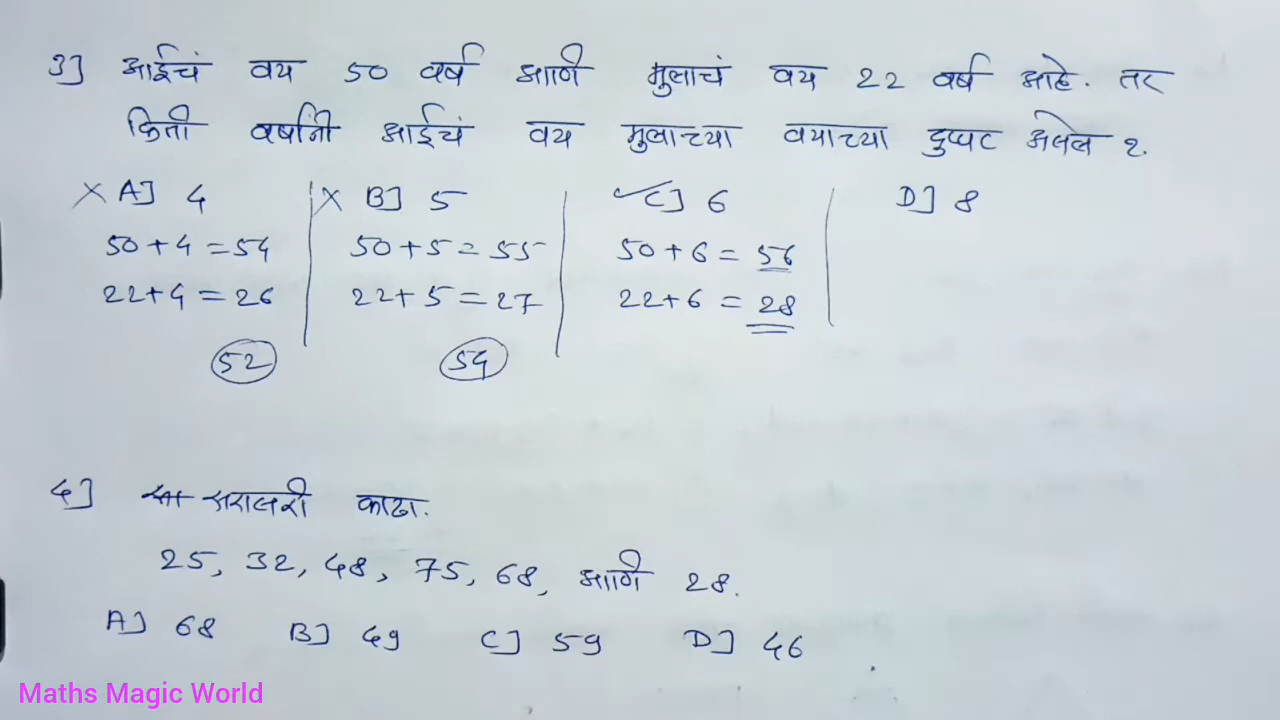 3] आईचं वय 50 वर्ष आणि मुलाचं वय 22 वर्ष आहे. तर
किती वर्षांनी आईचं वय मुलाच्या वयाच्या दुप्पट असेल ?.
× A] 4 × B] 5 ✓ C] 6 D] 8
50+4=54 50+5=55 50+6=56
22+4=26 22+5=27 22+6=28
52 54
4] सरासरी काढा.
25, 32, 48, 75, 68, आणि 28.
A] 68 B] 49 C] 59 D] 46
Maths Magic World